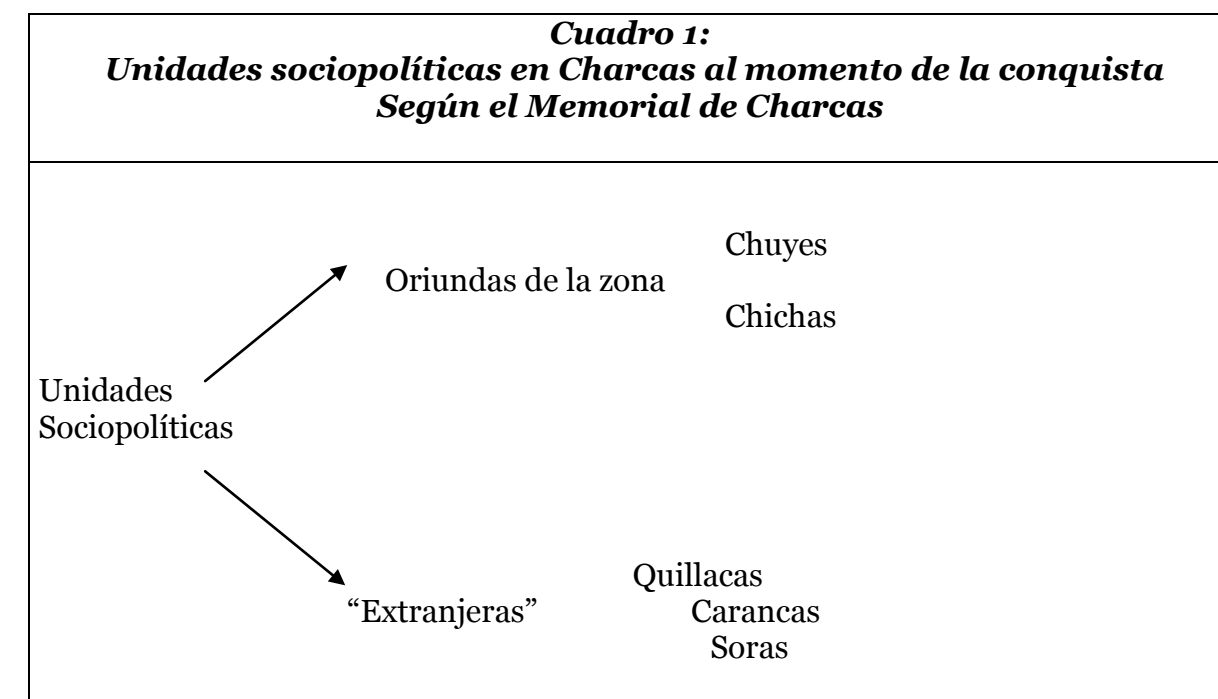 Cuadro 1:
Unidades sociopolíticas en Charcas al momento de la conquista
Según el Memorial de Charcas
Chuyes
Oriundas de la zona
Chichas
Unidades
Sociopolíticas
Quillacas
“Extranjeras”
Carancas
Soras